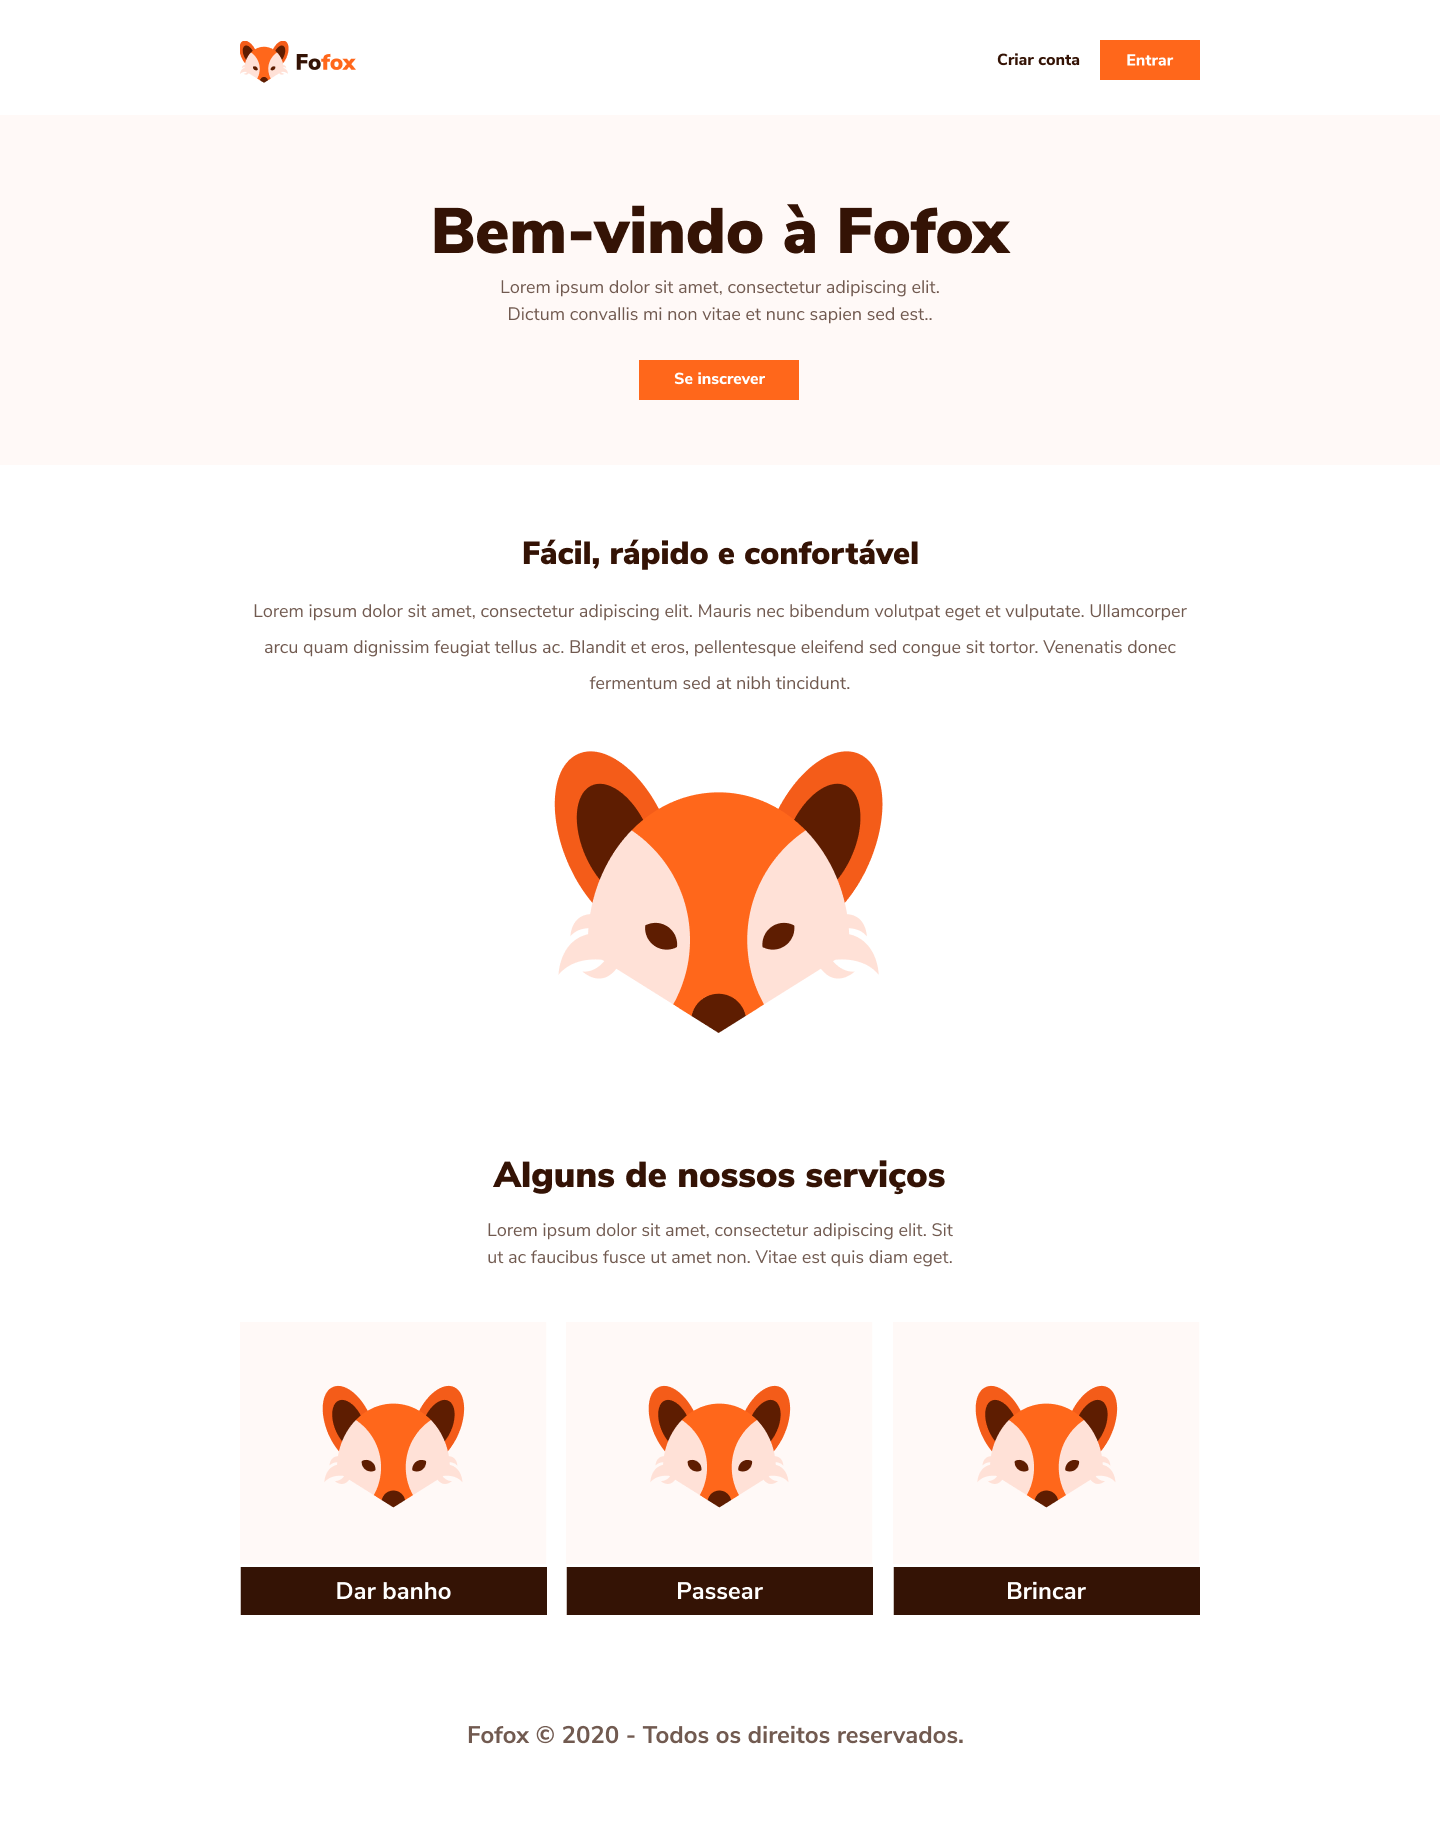 Fofox
Criar conta
Entrar
Bem-vindo à Fofox
Lorem ipsum dolor sit amet, consectetur adipiscing elit.
Dictum convallis mi non vitae et nunc sapien sed est..
Se inscrever
Fácil, rápido e confortável
Lorem ipsum dolor sit amet, consectetur adipiscing elit. Mauris nec bibendum volutpat eget et vulputate. Ullamcorper
arcu quam dignissim feugiat tellus ac. Blandit et eros, pellentesque eleifend sed congue sit tortor. Venenatis donec
fermentum sed at nibh tincidunt.
Alguns de nossos serviços
Lorem ipsum dolor sit amet, consectetur adipiscing elit. Sit
ut ac faucibus fusce ut amet non. Vitae est quis diam eget.
Dar banho
Passear
Brincar
Fofox © 2020 - Todos os direitos reservados.